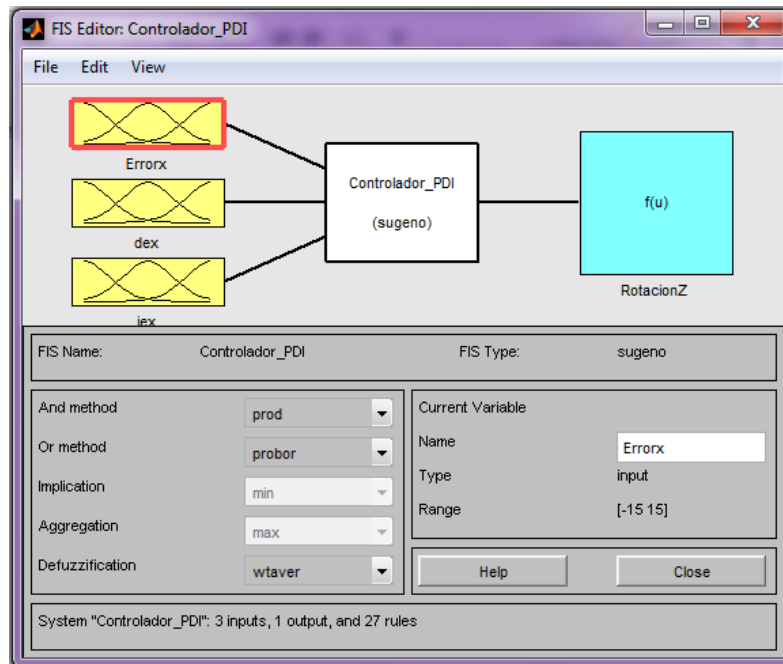 FIS Editor: Controlador_PDI
File Edit View
Errorx
dex
iex
Controlador_PDI
(sugeno)
f(u)
RotacionZ
FIS Name: Controlador_PDI FIS Type: sugeno
And method prod
Or method probor
Implication min
Aggregation max
Defuzzification wtaver
Current Variable
Name Errorx
Type input
Range [-15 15]
Help Close
System "Controlador_PDI": 3 inputs, 1 output, and 27 rules